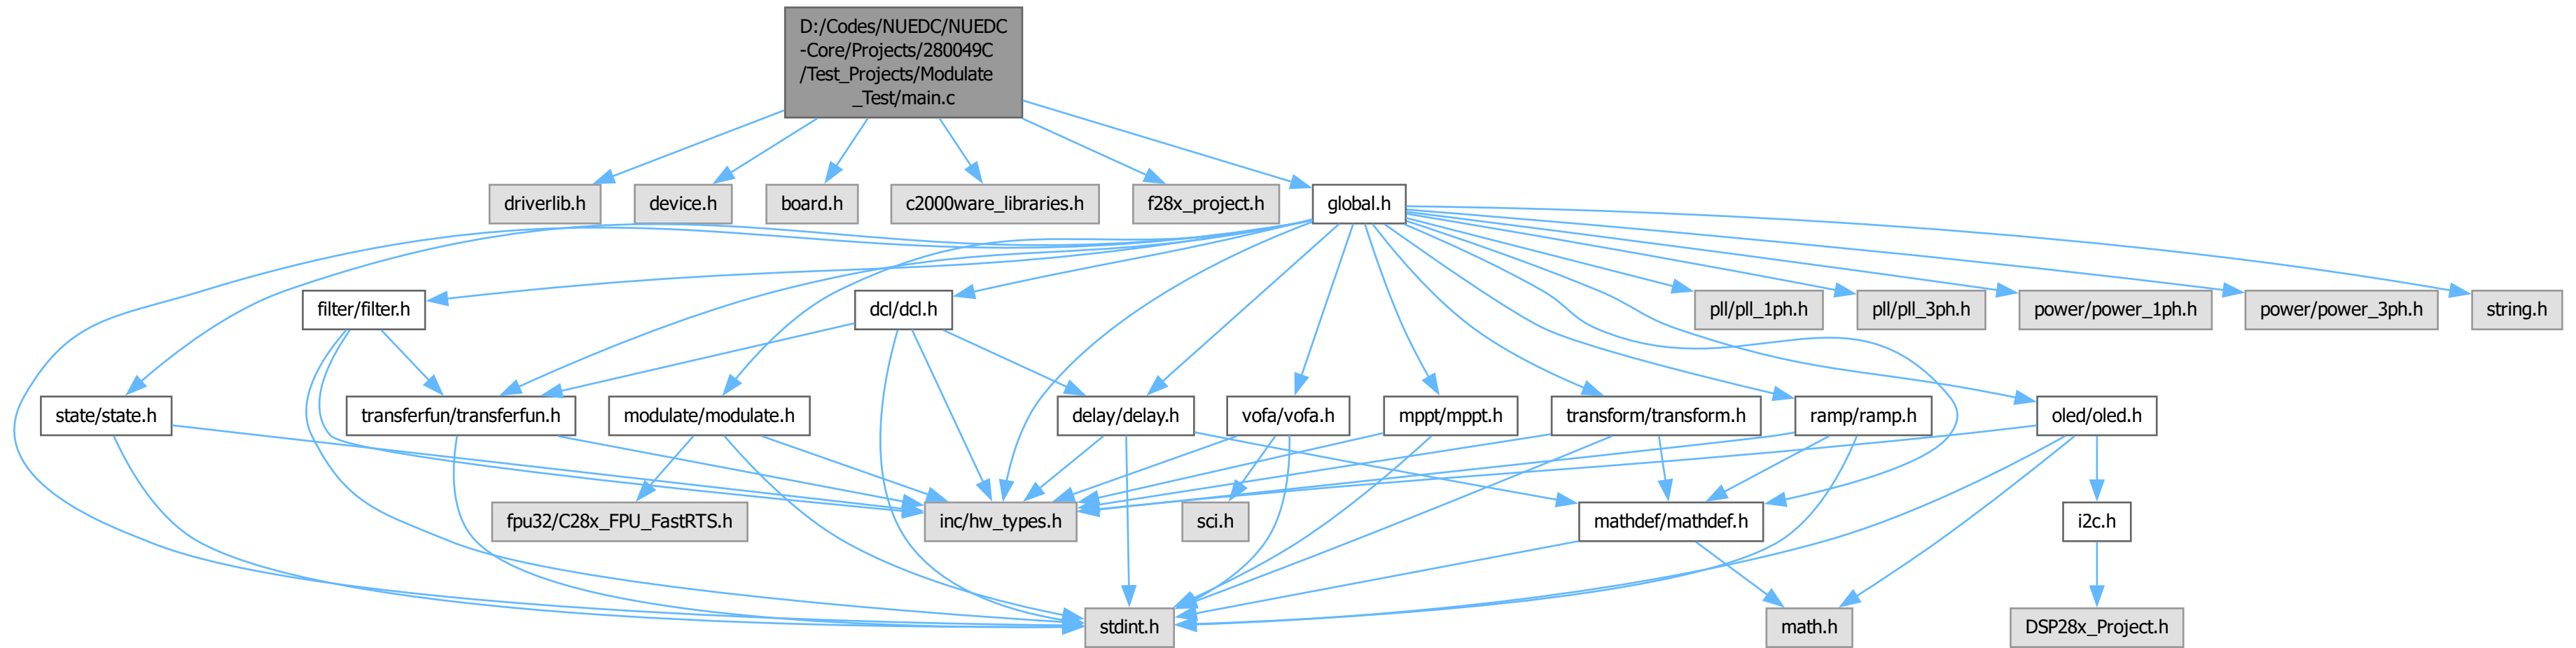 D:/Codes/NUEDC/NUEDC
-Core/Projects/280049C
/Test_Projects/Modulate
_Test/main.c
driverlib.h
device.h
board.h
c2000ware_libraries.h
f28x_project.h
global.h
filter/filter.h
dcl/dcl.h
pll/pll_1ph.h
pll/pll_3ph.h
power/power_1ph.h
power/power_3ph.h
string.h
state/state.h
transferfun/transferfun.h
modulate/modulate.h
delay/delay.h
vofa/vofa.h
mppt/mppt.h
transform/transform.h
ramp/ramp.h
oled/oled.h
fpu32/C28x_FPU_FastRTS.h
inc/hw_types.h
sci.h
mathdef/mathdef.h
i2c.h
stdint.h
math.h
DSP28x_Project.h